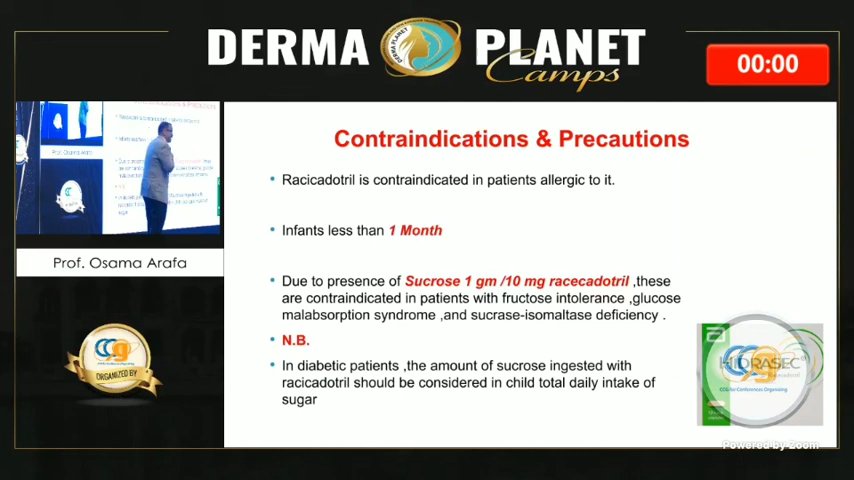 DERMA PLANET
Camps
00:00
Prof. Osama Arafa
ORGANIZED BY
Contraindications & Precautions
• Racicadotril is contraindicated in patients allergic to it.
• Infants less than 1 Month
• Due to presence of Sucrose 1 gm /10 mg racecadotril ,these
are contraindicated in patients with fructose intolerance ,glucose
malabsorption syndrome ,and sucrase-isomaltase deficiency .
• N.B.
• In diabetic patients ,the amount of sucrose ingested with
racicadotril should be considered in child total daily intake of
sugar
HIDRASEC
Powered by Zoom